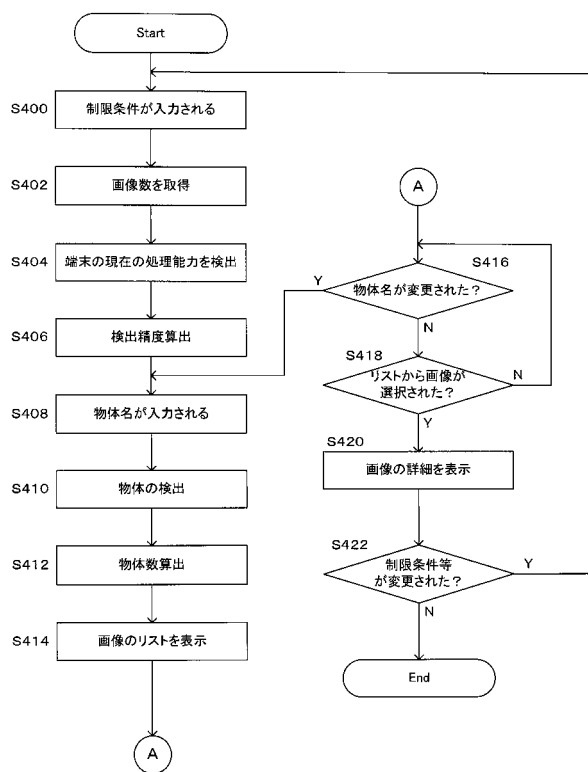 Start
S400
制限条件が入力される
S402
画像数を取得
S404
端末の現在の処理能力を検出
S406
検出精度算出
S408
物体名が入力される
S410
物体の検出
S412
物体数算出
S414
画像のリストを表示
A
A
S416
物体名が変更された？
Y
N
S418
リストから画像が
選択された？
N
Y
S420
画像の詳細を表示
S422
制限条件等
が変更された？
Y
N
End